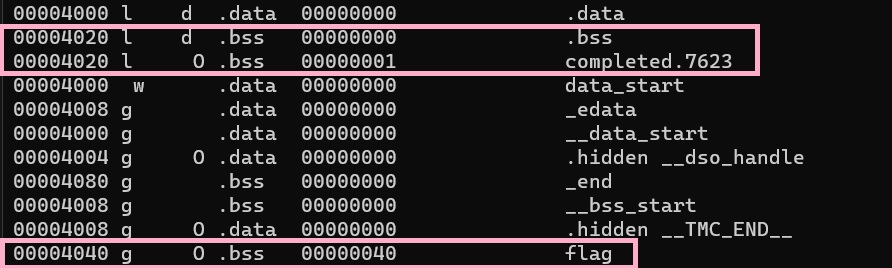 00004000 l    d  .data  00000000              .data
00004020 l    d  .bss   00000000              .bss
00004020 l     O .bss   00000001              completed.7623
00004000  w      .data  00000000              data_start
00004008 g       .data  00000000              _edata
00004000 g       .data  00000000              __data_start
00004004 g     O .data  00000000              .hidden __dso_handle
00004080 g       .bss   00000000              _end
00004008 g       .bss   00000000              __bss_start
00004008 g     O .data  00000000              .hidden __TMC_END__
00004040 g     O .bss   00000040              flag